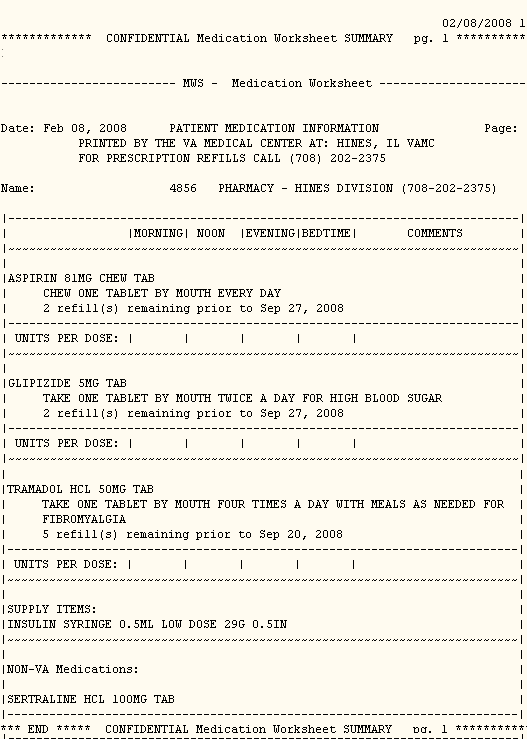 02/08/2008 1
************* CONFIDENTIAL Medication Worksheet SUMMARY pg. 1 **********
------------------------- MWS - Medication Worksheet ---------------------
Date: Feb 08, 2008 PATIENT MEDICATION INFORMATION Page:
PRINTED BY THE VA MEDICAL CENTER AT: HINES, IL VAMC
FOR PRESCRIPTION REFILLS CALL (708) 202-2375
Name: 4856 PHARMACY - HINES DIVISION (708-202-2375)
|MORNING| NOON |EVENING|BEDTIME| COMMENTS
|ASPIRIN 81MG CHEW TAB
CHEW ONE TABLET BY MOUTH EVERY DAY
2 refill(s) remaining prior to Sep 27, 2008
UNITS PER DOSE: | | | | |
|GLIPIZIDE 5MG TAB
TAKE ONE TABLET BY MOUTH TWICE A DAY FOR HIGH BLOOD SUGAR
2 refill(s) remaining prior to Sep 27, 2008
UNITS PER DOSE: | | | | |
|TRAMADOL HCL 50MG TAB
TAKE ONE TABLET BY MOUTH FOUR TIMES A DAY WITH MEALS AS NEEDED FOR
FIBROMYALGIA
5 refill(s) remaining prior to Sep 20, 2008
UNITS PER DOSE: | | | | |
|SUPPLY ITEMS:
|INSULIN SYRINGE 0.5ML LOW DOSE 29G 0.5IN
|NON-VA Medications:
|SERTRALINE HCL 100MG TAB
*** END ***** CONFIDENTIAL Medication Worksheet SUMMARY pg. 1 **********